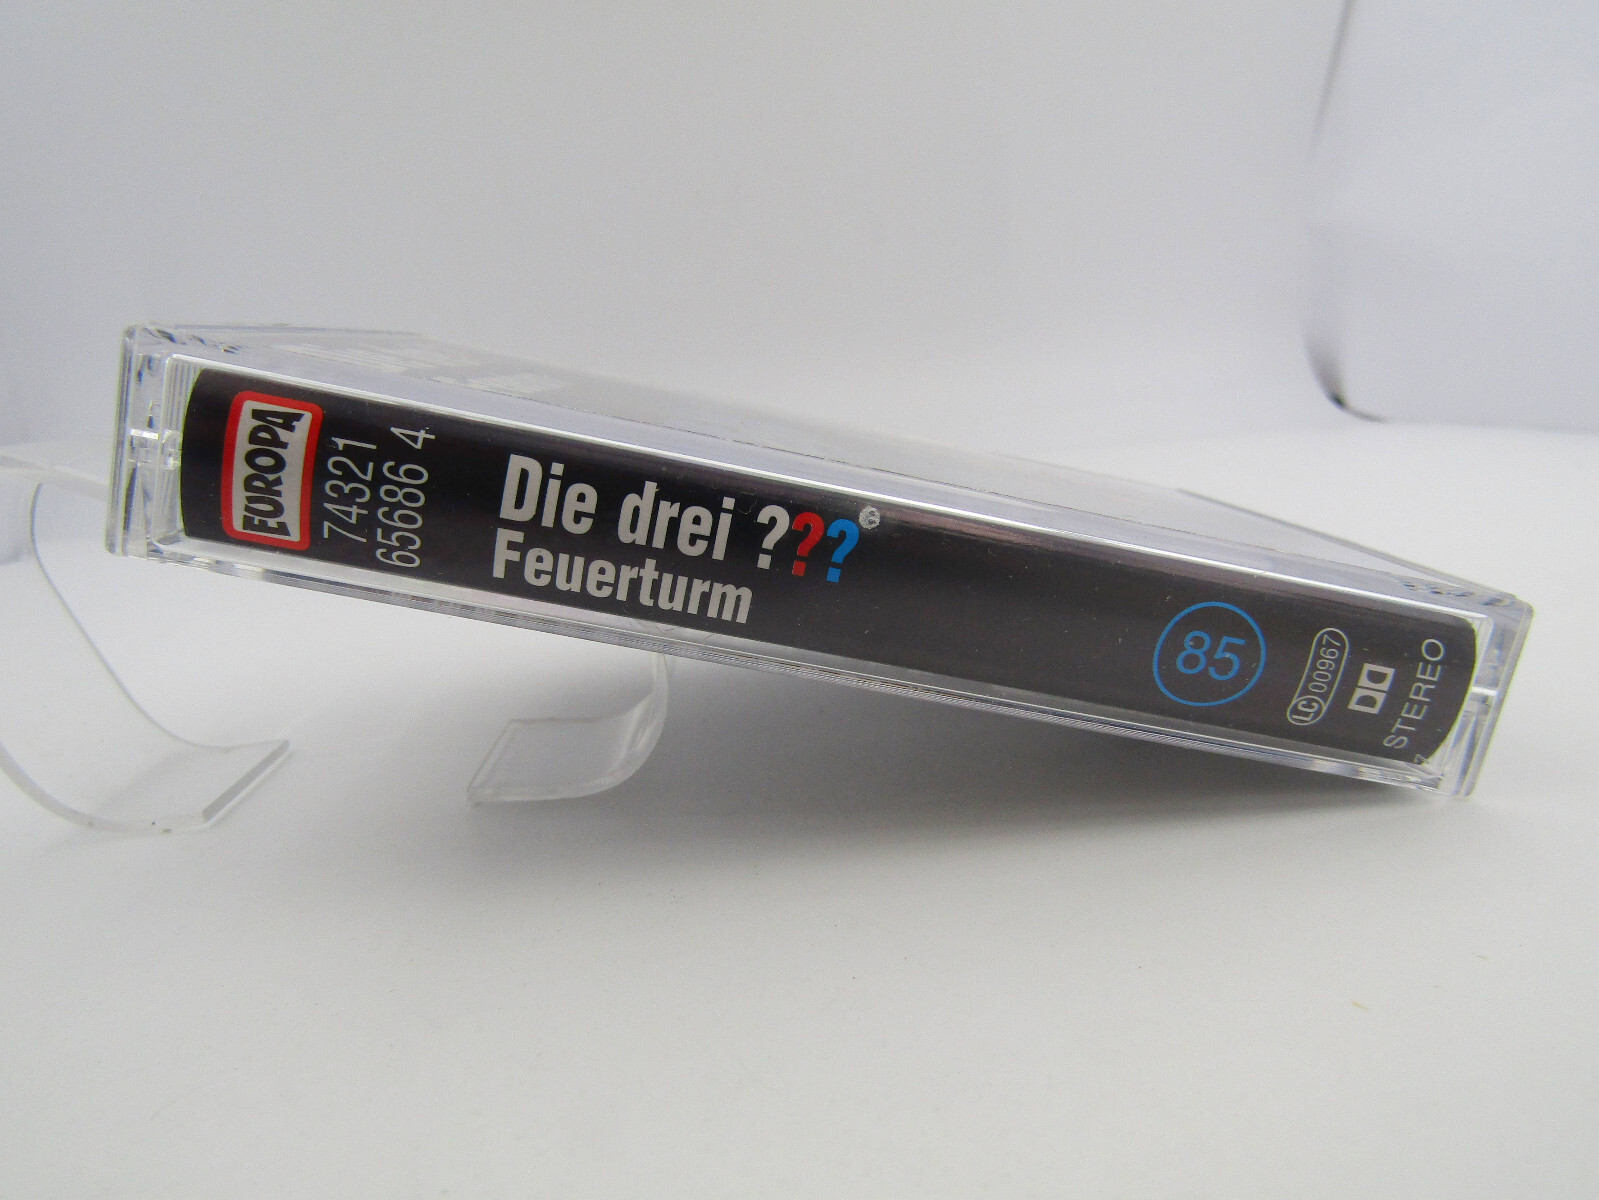 EUROPA
74321
65686 4
Die drei ???®
Feuerturm
85
LC 00967
STEREO